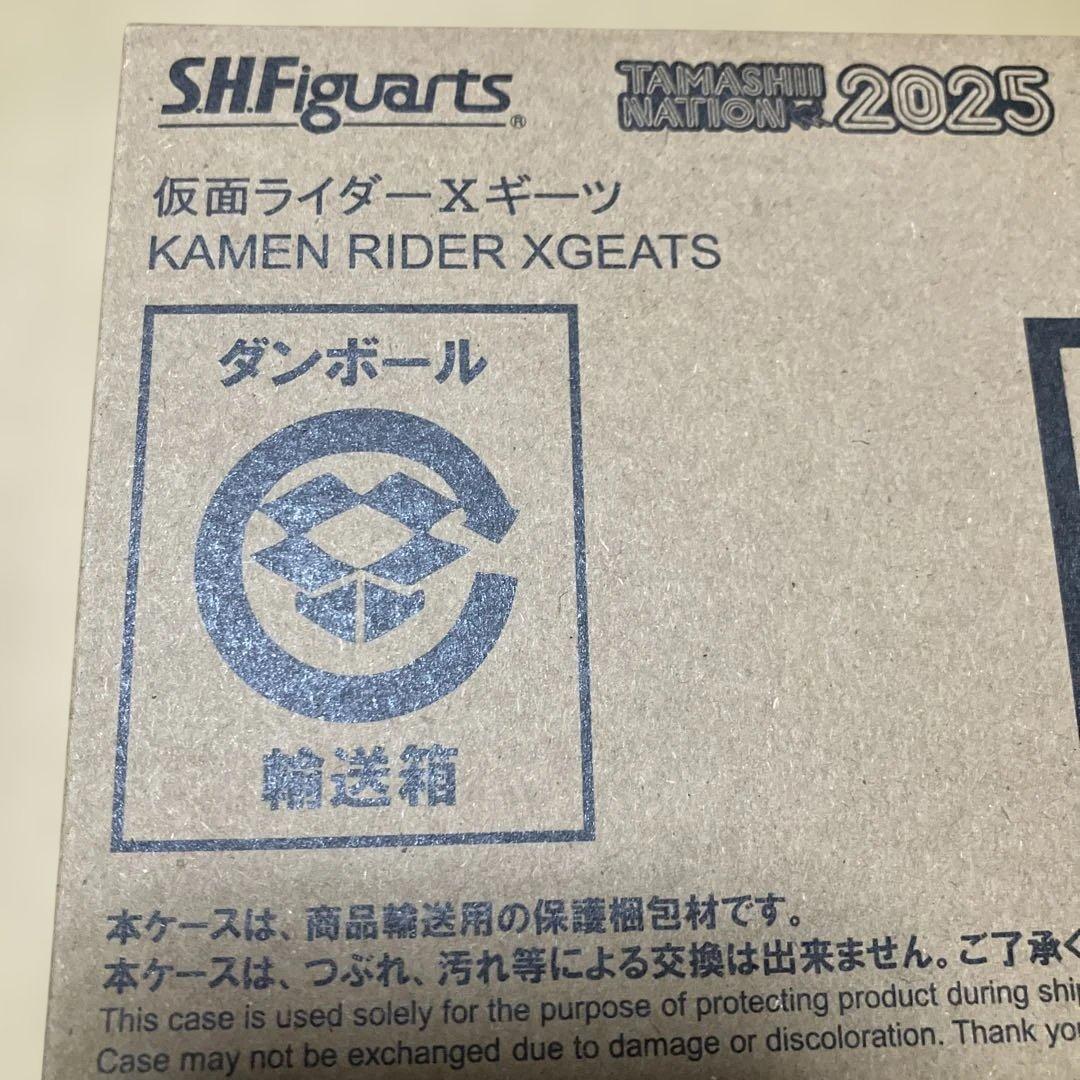 S.H.Figuarts®
TAMASHII NATION 2025
仮面ライダーXギーツ
KAMEN RIDER XGEATS
ダンボール
輸送箱
本ケースは、商品輸送用の保護梱包材です。
本ケースは、つぶれ、汚れ等による交換は出来ません。ご了承く
This case is used solely for the purpose of protecting product during ship
Case may not be exchanged due to damage or discoloration. Thank you